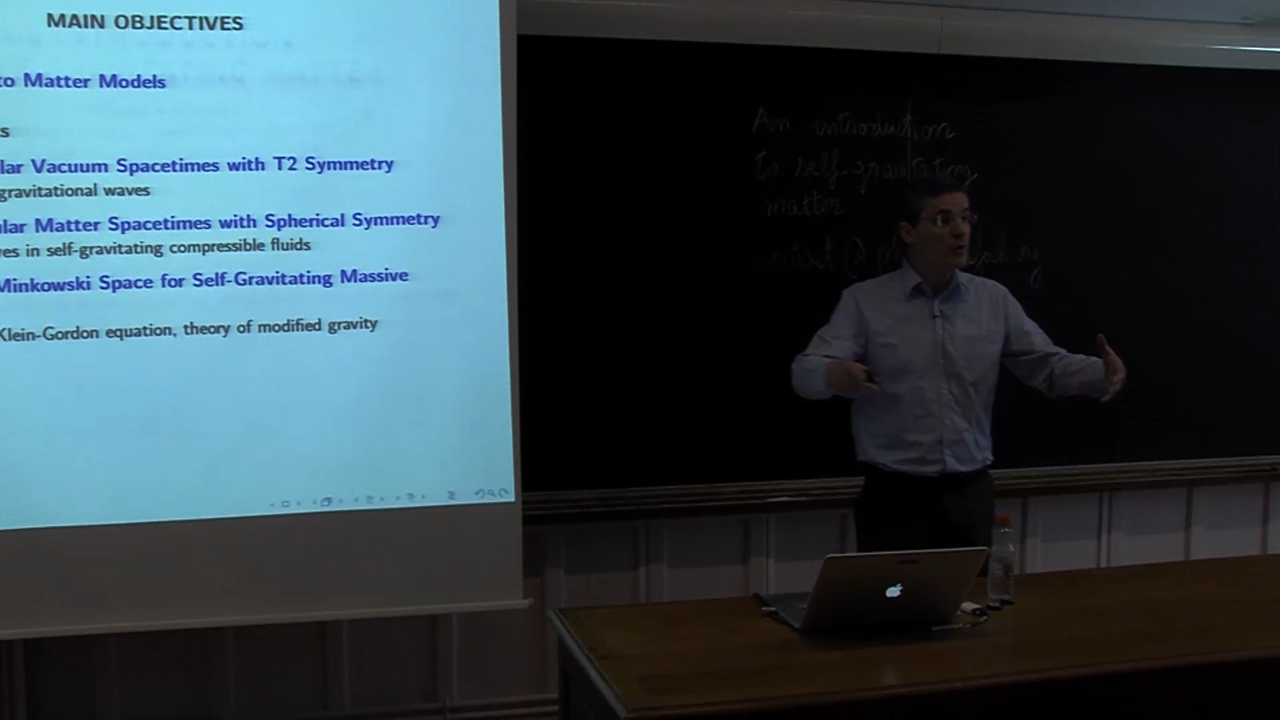 MAIN OBJECTIVES
to Matter Models
s
lar Vacuum Spacetimes with T2 Symmetry
gravitational waves
ular Matter Spacetimes with Spherical Symmetry
ves in self-gravitating compressible fluids
Minkowski Space for Self-Gravitating Massive
Klein-Gordon equation, theory of modified gravity
An introduction
to self-gravitating
matter